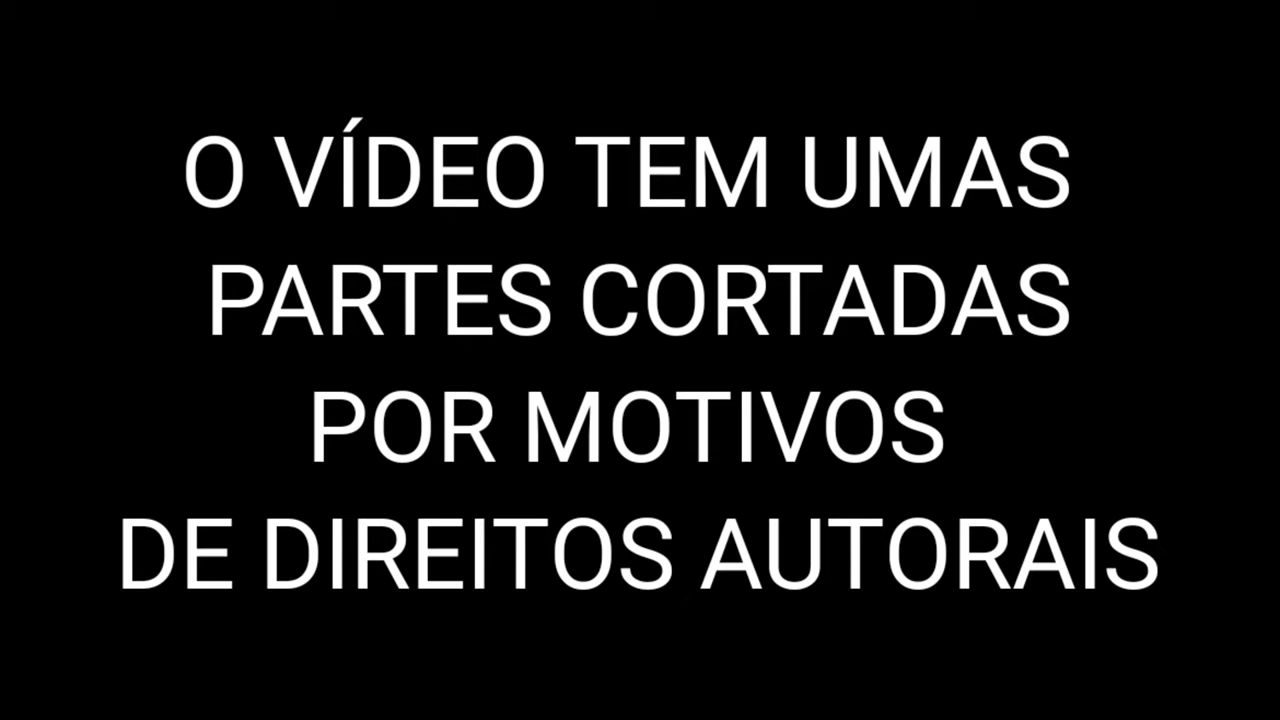 O VÍDEO TEM UMAS
PARTES CORTADAS
POR MOTIVOS
DE DIREITOS AUTORAIS